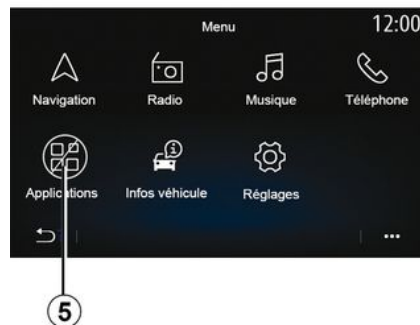 Menu 12:00
Navigation Radio Musique Téléphone
Applications Infos véhicule Réglages
5